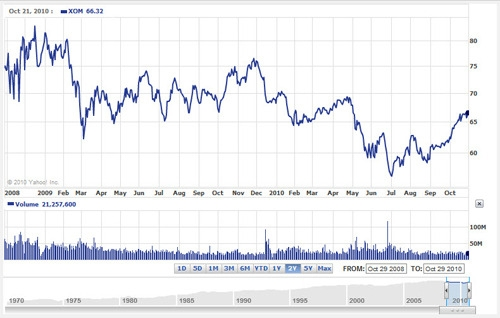 Oct 21, 2010 : XOM 66.32
80
75
70
65
60
© 2010 Yahoo! Inc.
2008 2009 Feb Mar Apr May Jun Jul Aug Sep Oct Nov Dec 2010 Feb Mar Apr May Jun Jul Aug Sep Oct
Volume 21,257,600
100M
50M
1D 5D 1M 3M 6M YTD 1Y 2Y 5Y Max FROM: Oct 29 2008 TO: Oct 29 2010
1970 1975 1980 1985 1990 1995 2000 2005 2010